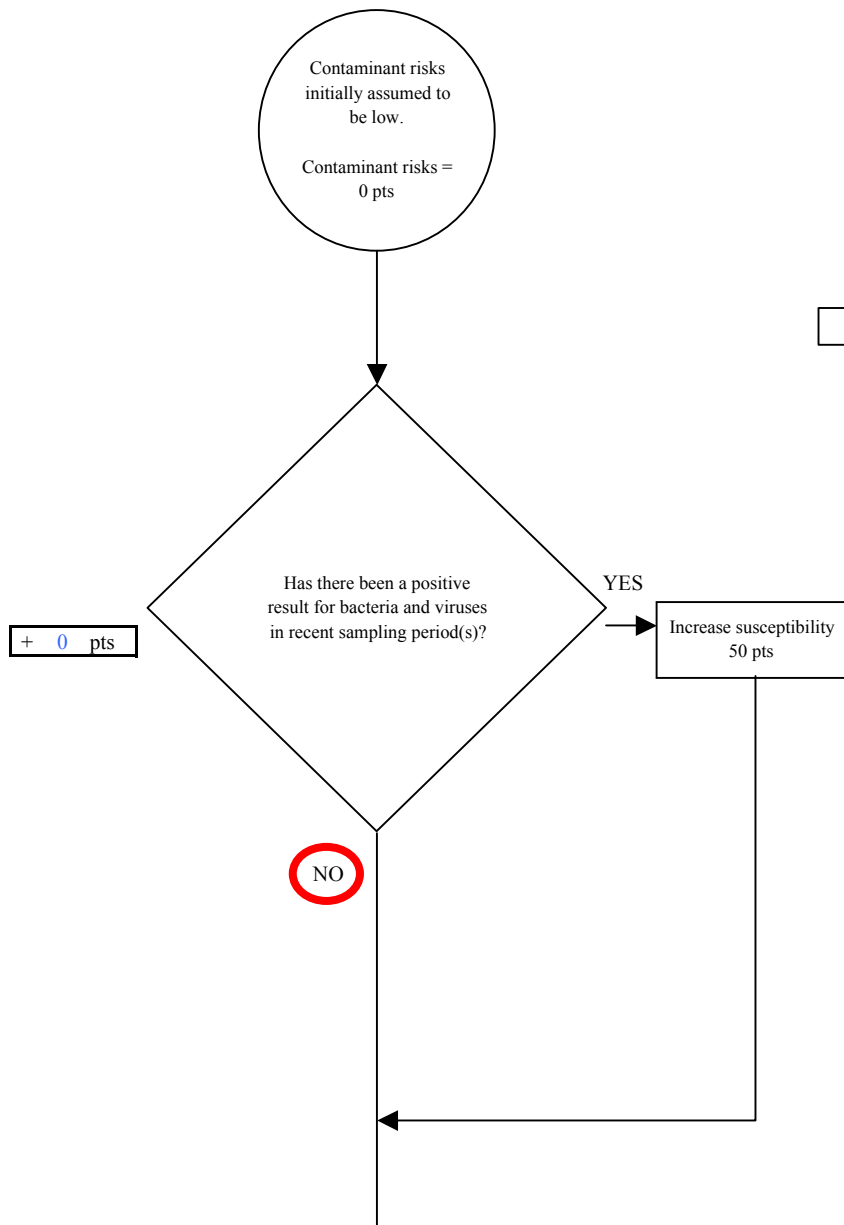 Contaminant risks
initially assumed to
be low.
Contaminant risks =
0 pts
Has there been a positive
result for bacteria and viruses
in recent sampling period(s)?
YES
+ 0 pts
Increase susceptibility
50 pts
NO